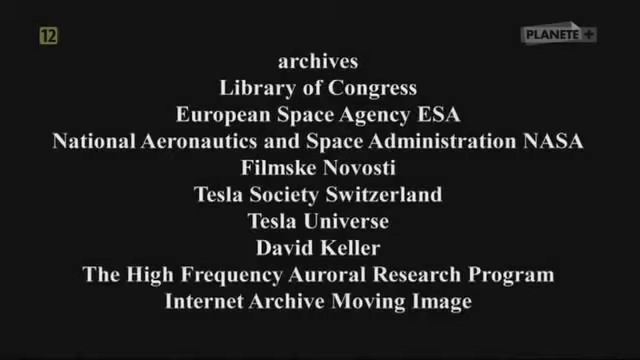 12
PLANETE +
archives
Library of Congress
European Space Agency ESA
National Aeronautics and Space Administration NASA
Filmske Novosti
Tesla Society Switzerland
Tesla Universe
David Keller
The High Frequency Auroral Research Program
Internet Archive Moving Image